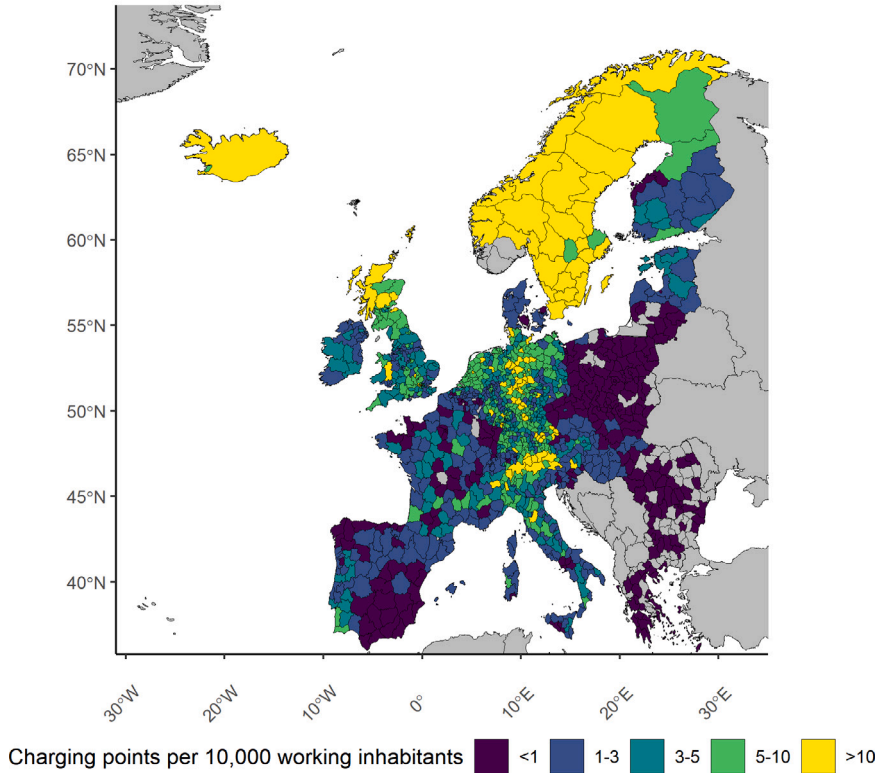 70°N
65°N
60°N
55°N
50°N
45°N
40°N
30°W 20°W 10°W 0° 10°E 20°E 30°E
Charging points per 10,000 working inhabitants <1 1-3 3-5 5-10 >10